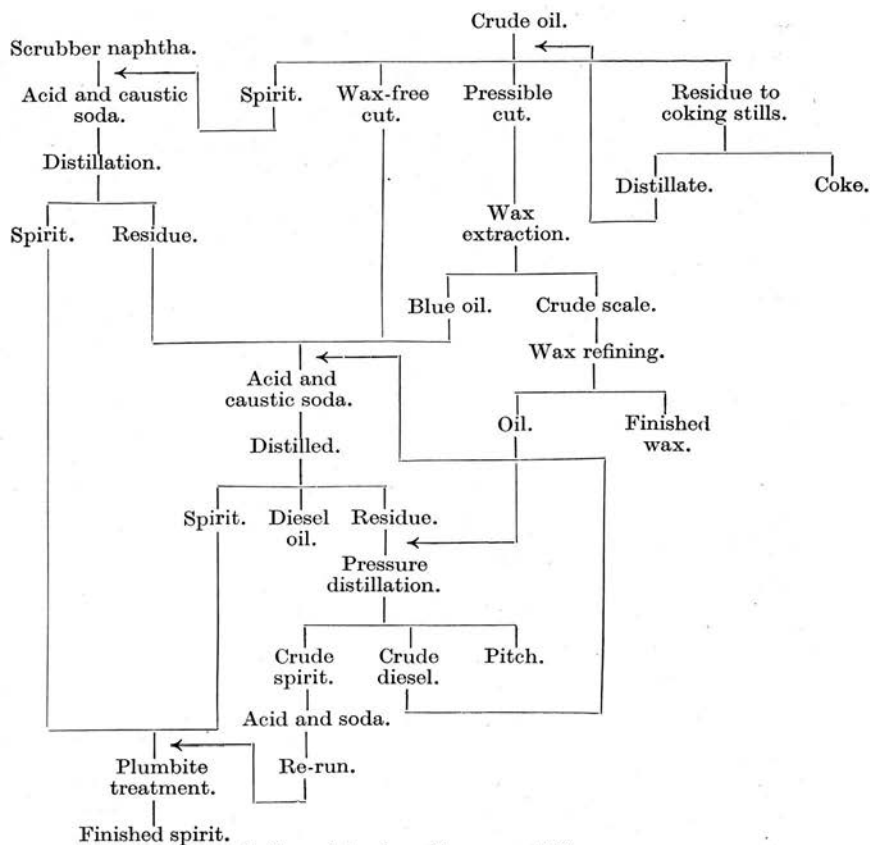 Crude oil.
Scrubber naphtha.
Acid and caustic
soda.
Spirit.
Wax-free
cut.
Pressible
cut.
Residue to
coking stills.
Distillation.
Distillate.
Coke.
Spirit.
Residue.
Wax
extraction.
Blue oil.
Crude scale.
Wax refining.
Acid and
caustic soda.
Oil.
Finished
wax.
Distilled.
Spirit.
Diesel
oil.
Residue.
Pressure
distillation.
Crude
spirit.
Crude
diesel.
Pitch.
Acid and soda.
Plumbite
treatment.
Re-run.
Finished spirit.